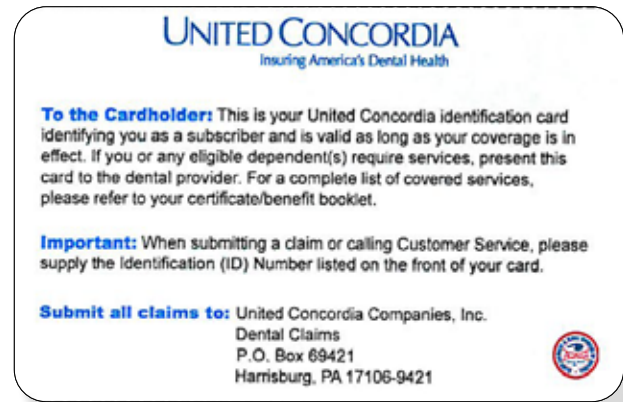 UNITED CONCORDIA
Insuring America's Dental Health
To the Cardholder: This is your United Concordia identification card
identifying you as a subscriber and is valid as long as your coverage is in
effect. If you or any eligible dependent(s) require services, present this
card to the dental provider. For a complete list of covered services,
please refer to your certificate/benefit booklet.
Important: When submitting a claim or calling Customer Service, please
supply the Identification (ID) Number listed on the front of your card.
Submit all claims to: United Concordia Companies, Inc.
Dental Claims
P.O. Box 69421
Harrisburg, PA 17106-9421